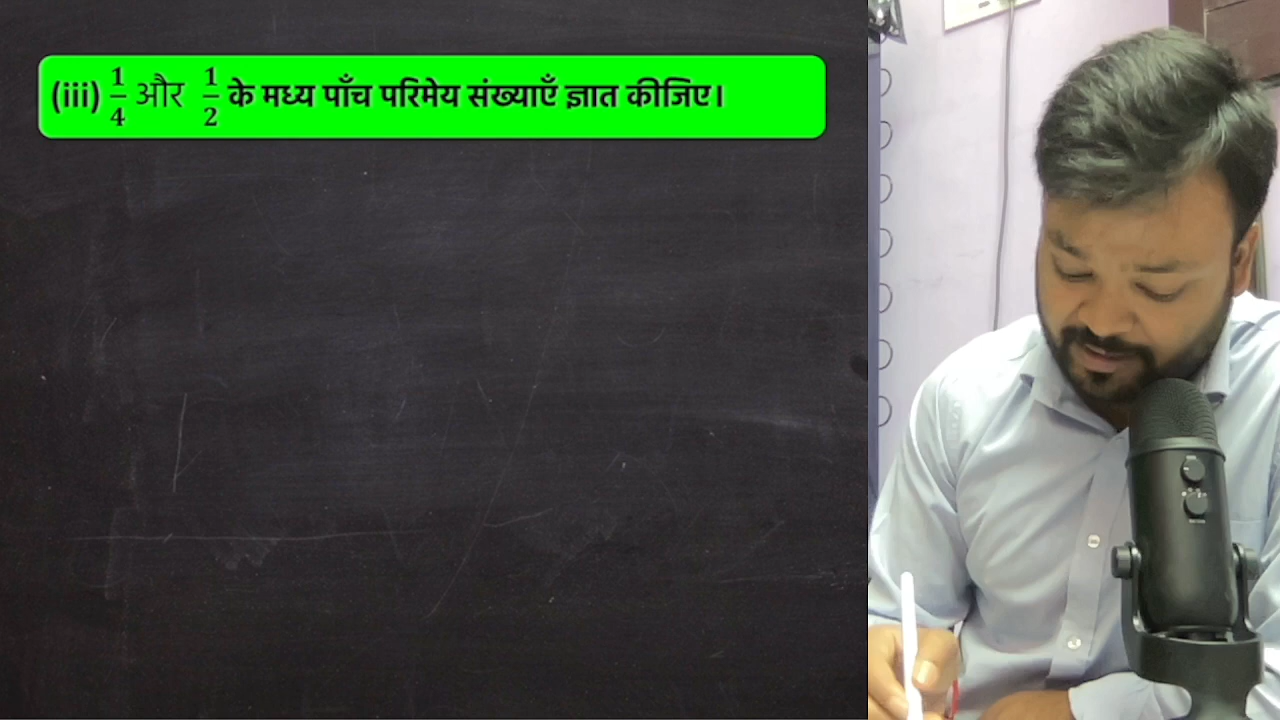 (iii) 1/4 और 1/2 के मध्य पाँच परिमेय संख्याएँ ज्ञात कीजिए।